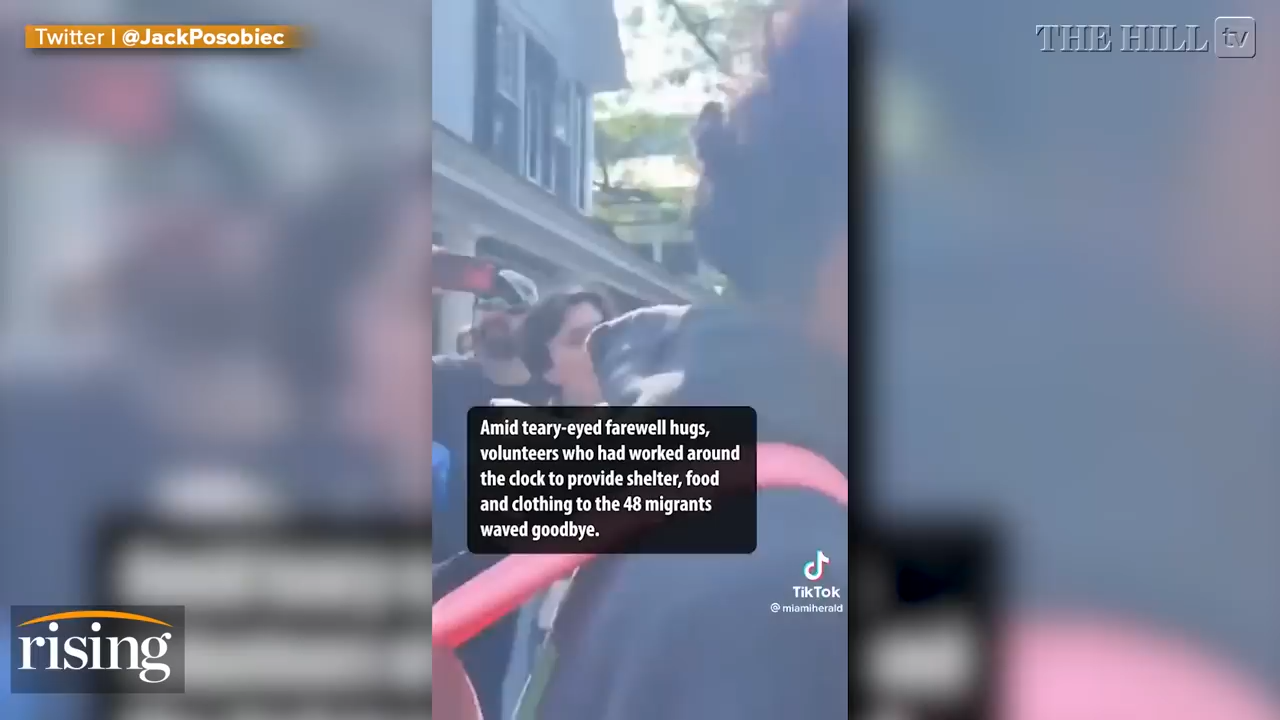 Twitter | @JackPosobiec
THE HILL tv
Amid teary-eyed farewell hugs,
volunteers who had worked around
the clock to provide shelter, food
and clothing to the 48 migrants
waved goodbye.
TikTok
@miamiherald
rising